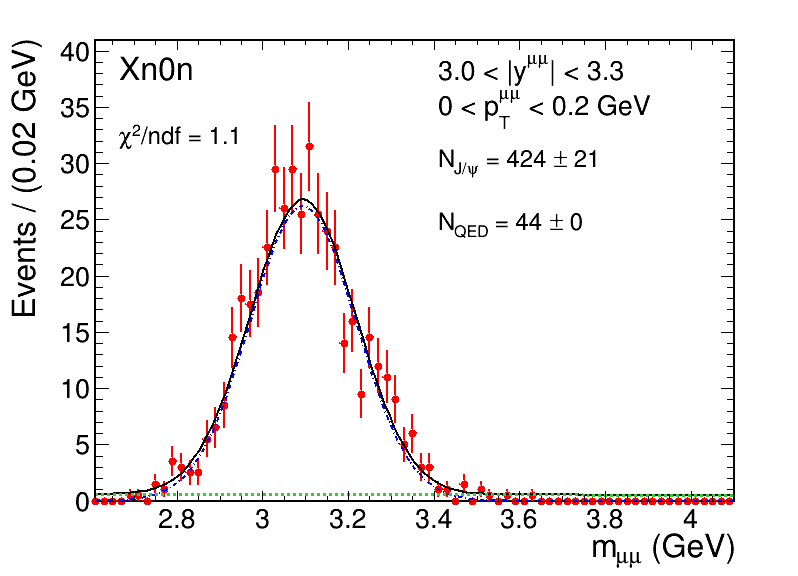 Xn0n
3.0 < |y^μμ| < 3.3
0 < p_T^μμ < 0.2 GeV
χ²/ndf = 1.1
N_J/ψ = 424 ± 21
N_QED = 44 ± 0
Events / (0.02 GeV)
40
35
30
25
20
15
10
5
0
2.8 3 3.2 3.4 3.6 3.8 4
m_μμ (GeV)